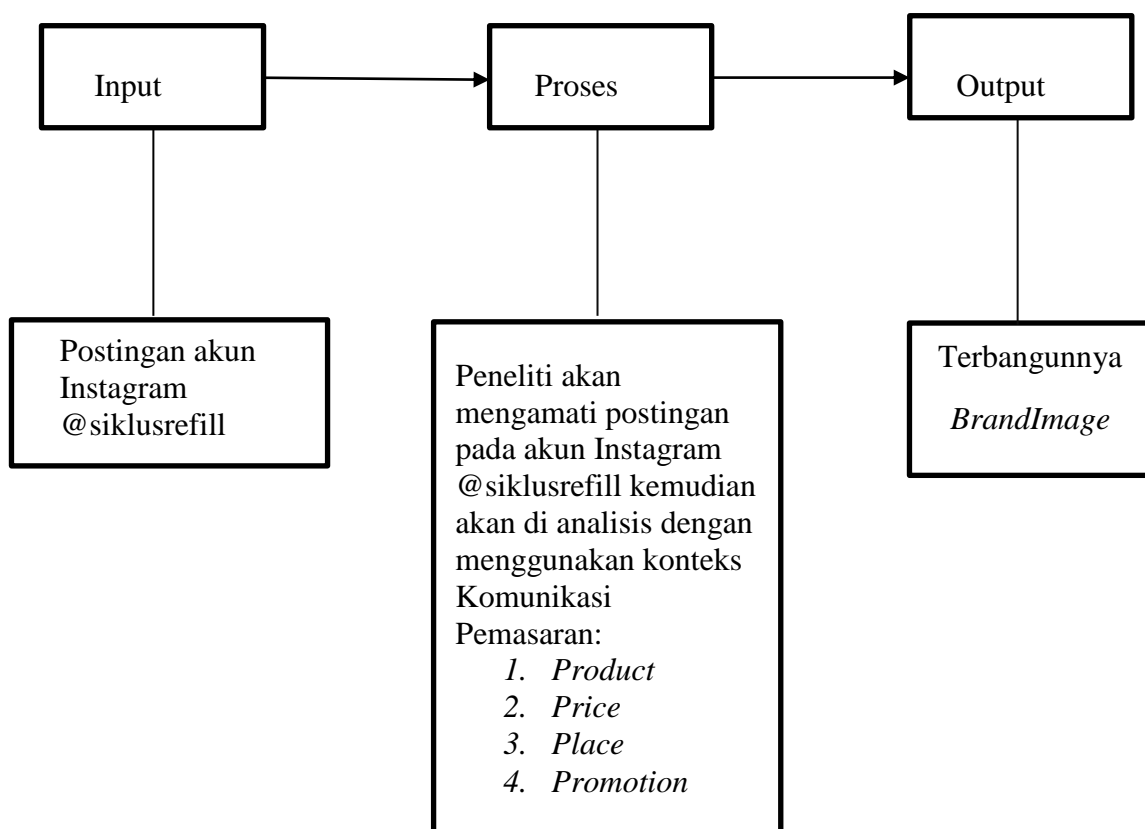 Input
Proses
Output
Postingan akun
Instagram
@siklusrefill
Peneliti akan
mengamati postingan
pada akun Instagram
@siklusrefill kemudian
akan di analisis dengan
menggunakan konteks
Komunikasi
Pemasaran:
1. Product
2. Price
3. Place
4. Promotion
Terbangunnya
BrandImage